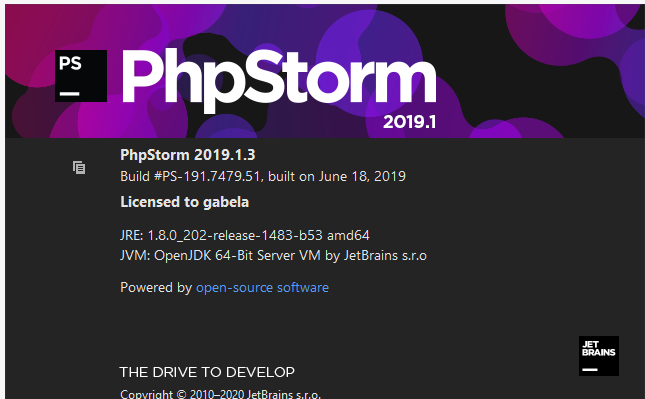 PS
PhpStorm
2019.1
PhpStorm 2019.1.3
Build #PS-191.7479.51, built on June 18, 2019
Licensed to gabela
JRE: 1.8.0_202-release-1483-b53 amd64
JVM: OpenJDK 64-Bit Server VM by JetBrains s.r.o
Powered by open-source software
JET
BRAINS
THE DRIVE TO DEVELOP
Copyright © 2010–2020 JetBrains s.r.o.